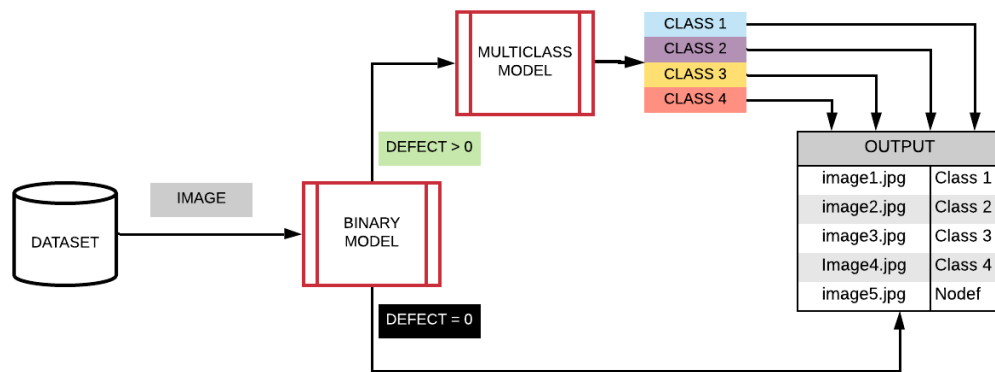 DATASET
IMAGE
BINARY
MODEL
DEFECT > 0
DEFECT = 0
MULTICLASS
MODEL
CLASS 1
CLASS 2
CLASS 3
CLASS 4
OUTPUT
image1.jpg Class 1
image2.jpg Class 2
image3.jpg Class 3
Image4.jpg Class 4
image5.jpg Nodef